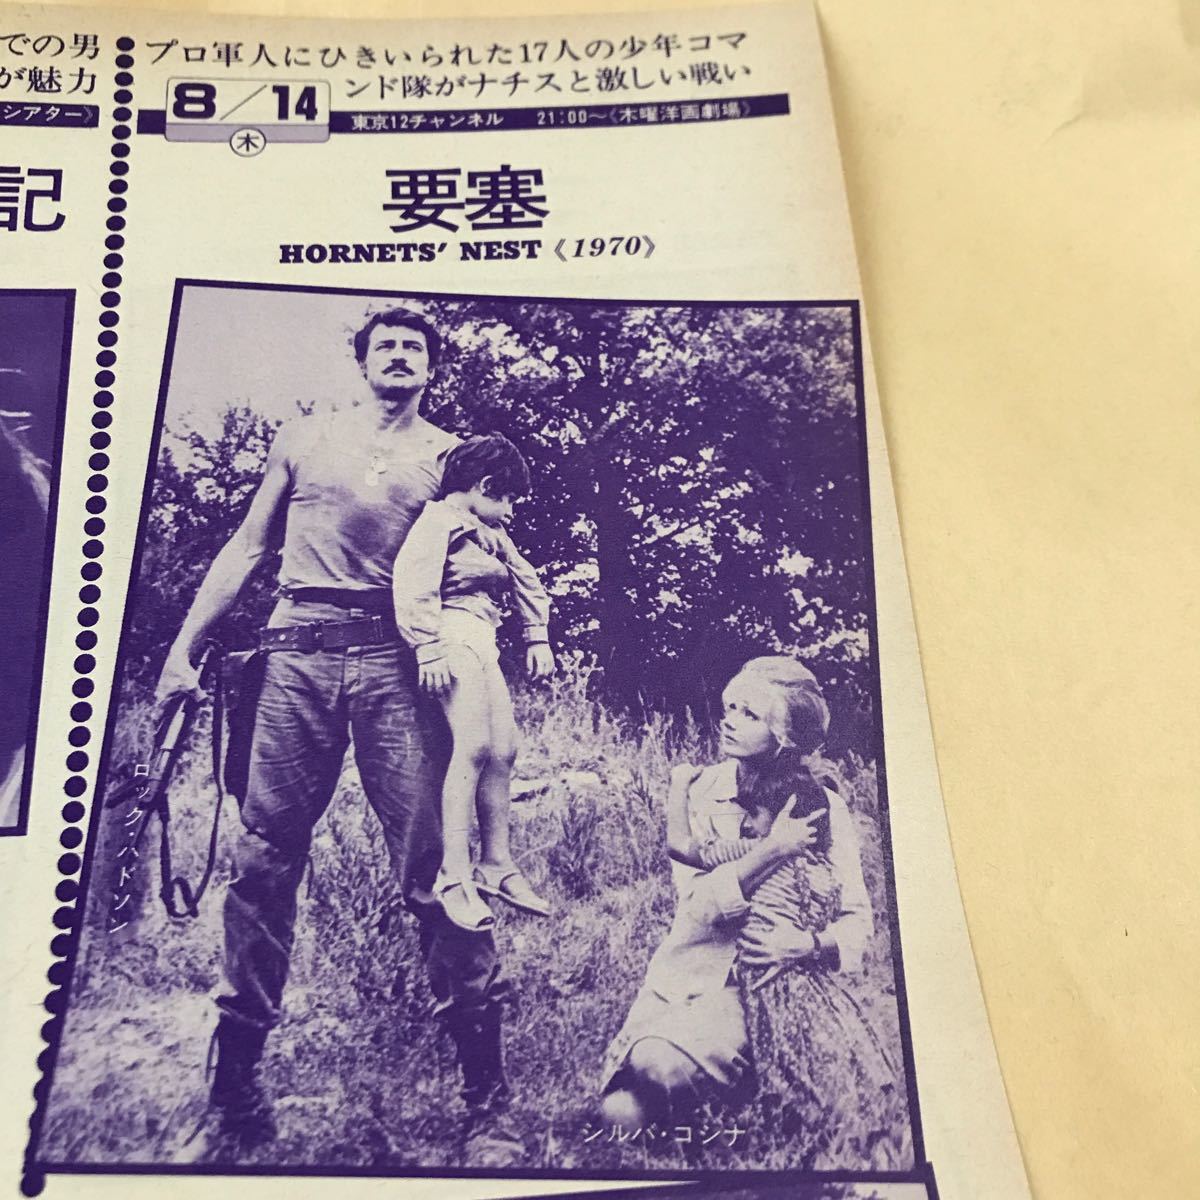 での男
が魅力
シアター》
記
プロ軍人にひきいられた17人の少年コマ
ンド隊がナチスと激しい戦い
8／14
木
東京12チャンネル 21:00〜《木曜洋画劇場》
要塞
HORNETS' NEST《1970》
ロック・ハドソン
シルバ・コシナ